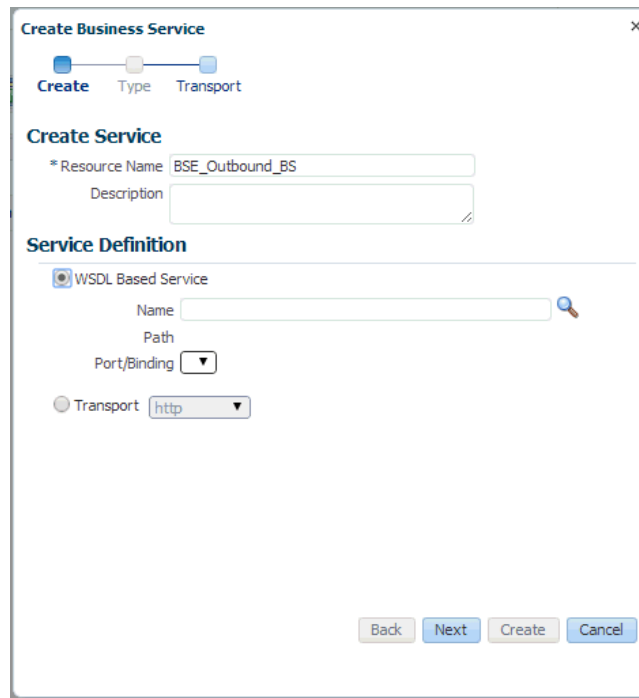 Create Business Service
Create Type Transport
Create Service
* Resource Name BSE_Outbound_BS
Description
Service Definition
WSDL Based Service
Name
Path
Port/Binding
Transport http
Back Next Create Cancel